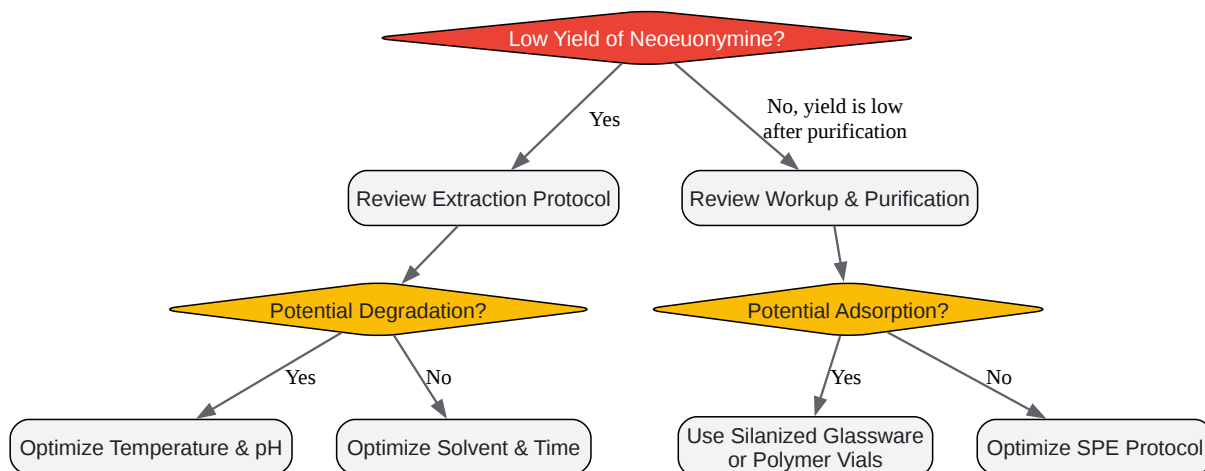 Low Yield of Neoeuonymine?
Yes
No, yield is low
after purification
Review Extraction Protocol
Review Workup & Purification
Potential Degradation?
Potential Adsorption?
Yes
No
Yes
No
Optimize Temperature & pH
Optimize Solvent & Time
Use Silanized Glassware
or Polymer Vials
Optimize SPE Protocol